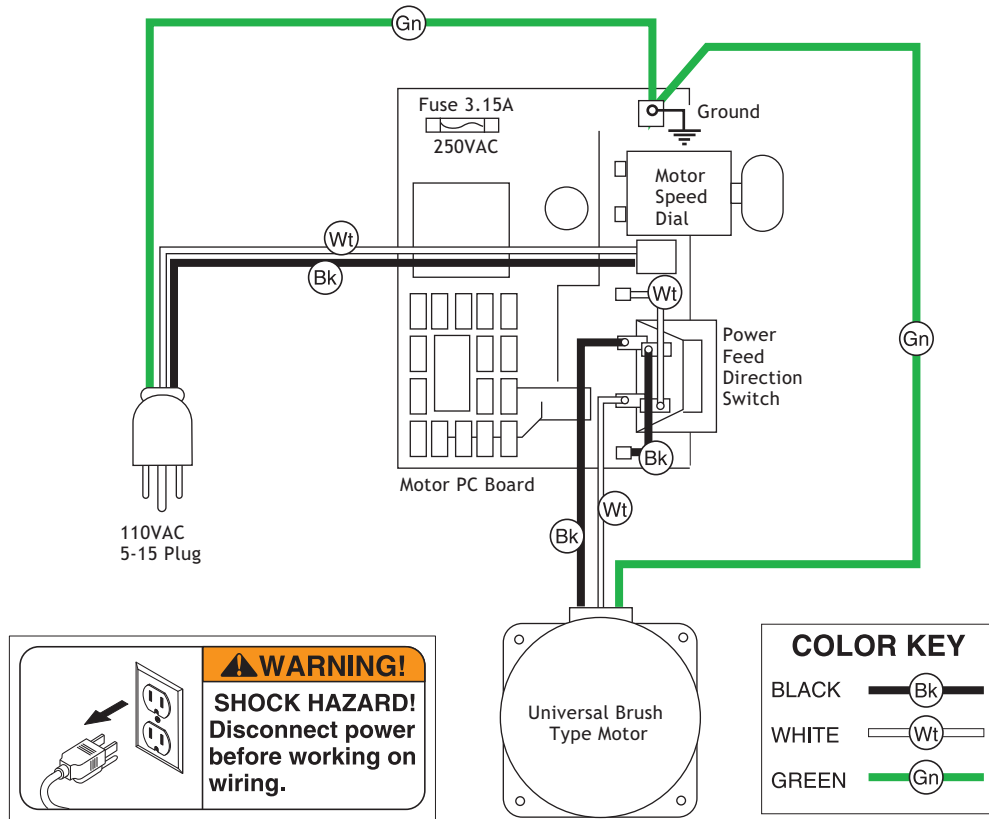 Gn
Fuse 3.15A
250VAC
Ground
Motor
Speed
Dial
Wt
Bk
Wt
Power
Feed
Direction
Switch
Gn
Bk
Motor PC Board
Wt
Bk
110VAC
5-15 Plug
WARNING!
SHOCK HAZARD!
Disconnect power
before working on
wiring.
Universal Brush
Type Motor
COLOR KEY
BLACK Bk
WHITE Wt
GREEN Gn